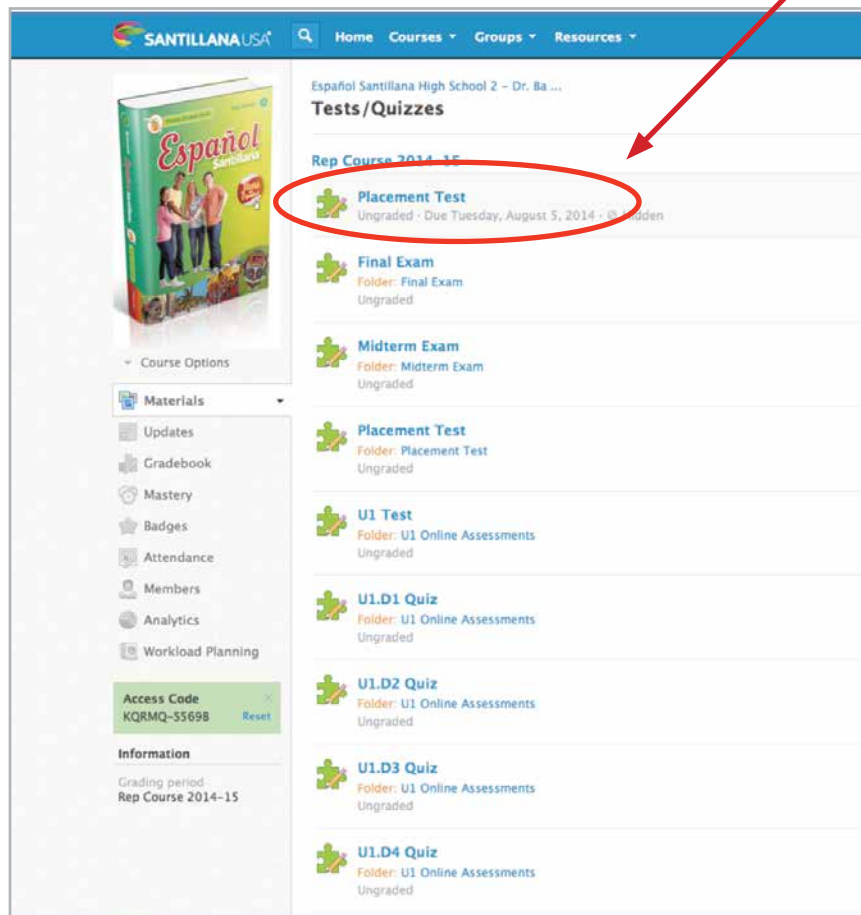 SANTILLANA USA
Home Courses Groups Resources
Español
Santillana
Español Santillana High School 2 – Dr. Ba ...
Tests/Quizzes
Rep Course 2014-15
Placement Test
Ungraded · Due Tuesday, August 5, 2014 · Hidden
Final Exam
Folder: Final Exam
Ungraded
Midterm Exam
Folder: Midterm Exam
Ungraded
Placement Test
Folder: Placement Test
Ungraded
U1 Test
Folder: U1 Online Assessments
Ungraded
U1.D1 Quiz
Folder: U1 Online Assessments
Ungraded
U1.D2 Quiz
Folder: U1 Online Assessments
Ungraded
U1.D3 Quiz
Folder: U1 Online Assessments
Ungraded
U1.D4 Quiz
Folder: U1 Online Assessments
Ungraded
Course Options
Materials
Updates
Gradebook
Mastery
Badges
Attendance
Members
Analytics
Workload Planning
Access Code
KQRMQ-S569B Reset
Information
Grading period
Rep Course 2014-15